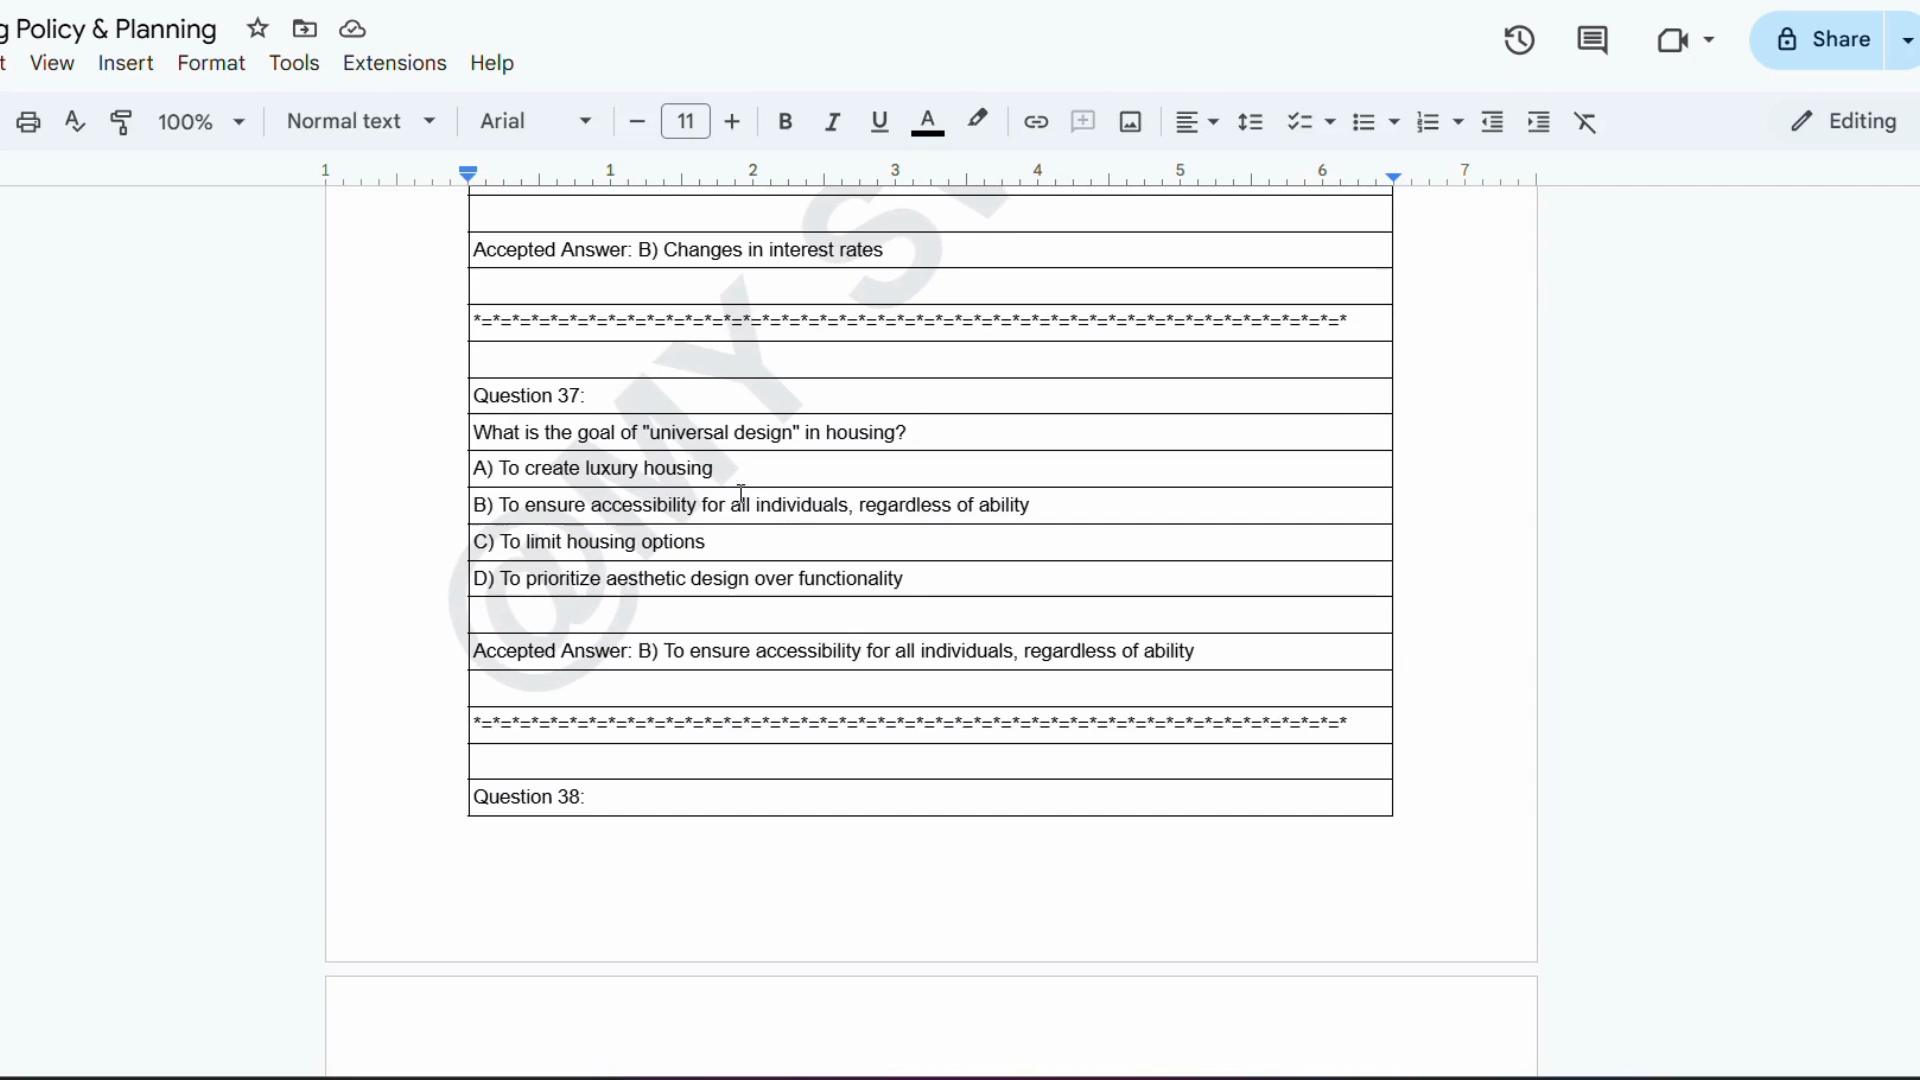 g Policy & Planning
Share
t View Insert Format Tools Extensions Help
100% Normal text Arial 11 Editing
1 1 2 3 4 5 6 7
Accepted Answer: B) Changes in interest rates
*=*=*=*=*=*=*=*=*=*=*=*=*=*=*=*=*=*=*=*=*=*=*=*=*=*=*=*=*=*=*=*=*=*=*=*=*=*=*=*=*=*=*=*=*=*
Question 37:
What is the goal of "universal design" in housing?
A) To create luxury housing
B) To ensure accessibility for all individuals, regardless of ability
C) To limit housing options
D) To prioritize aesthetic design over functionality
Accepted Answer: B) To ensure accessibility for all individuals, regardless of ability
*=*=*=*=*=*=*=*=*=*=*=*=*=*=*=*=*=*=*=*=*=*=*=*=*=*=*=*=*=*=*=*=*=*=*=*=*=*=*=*=*=*=*=*=*=*
Question 38:
@MY S